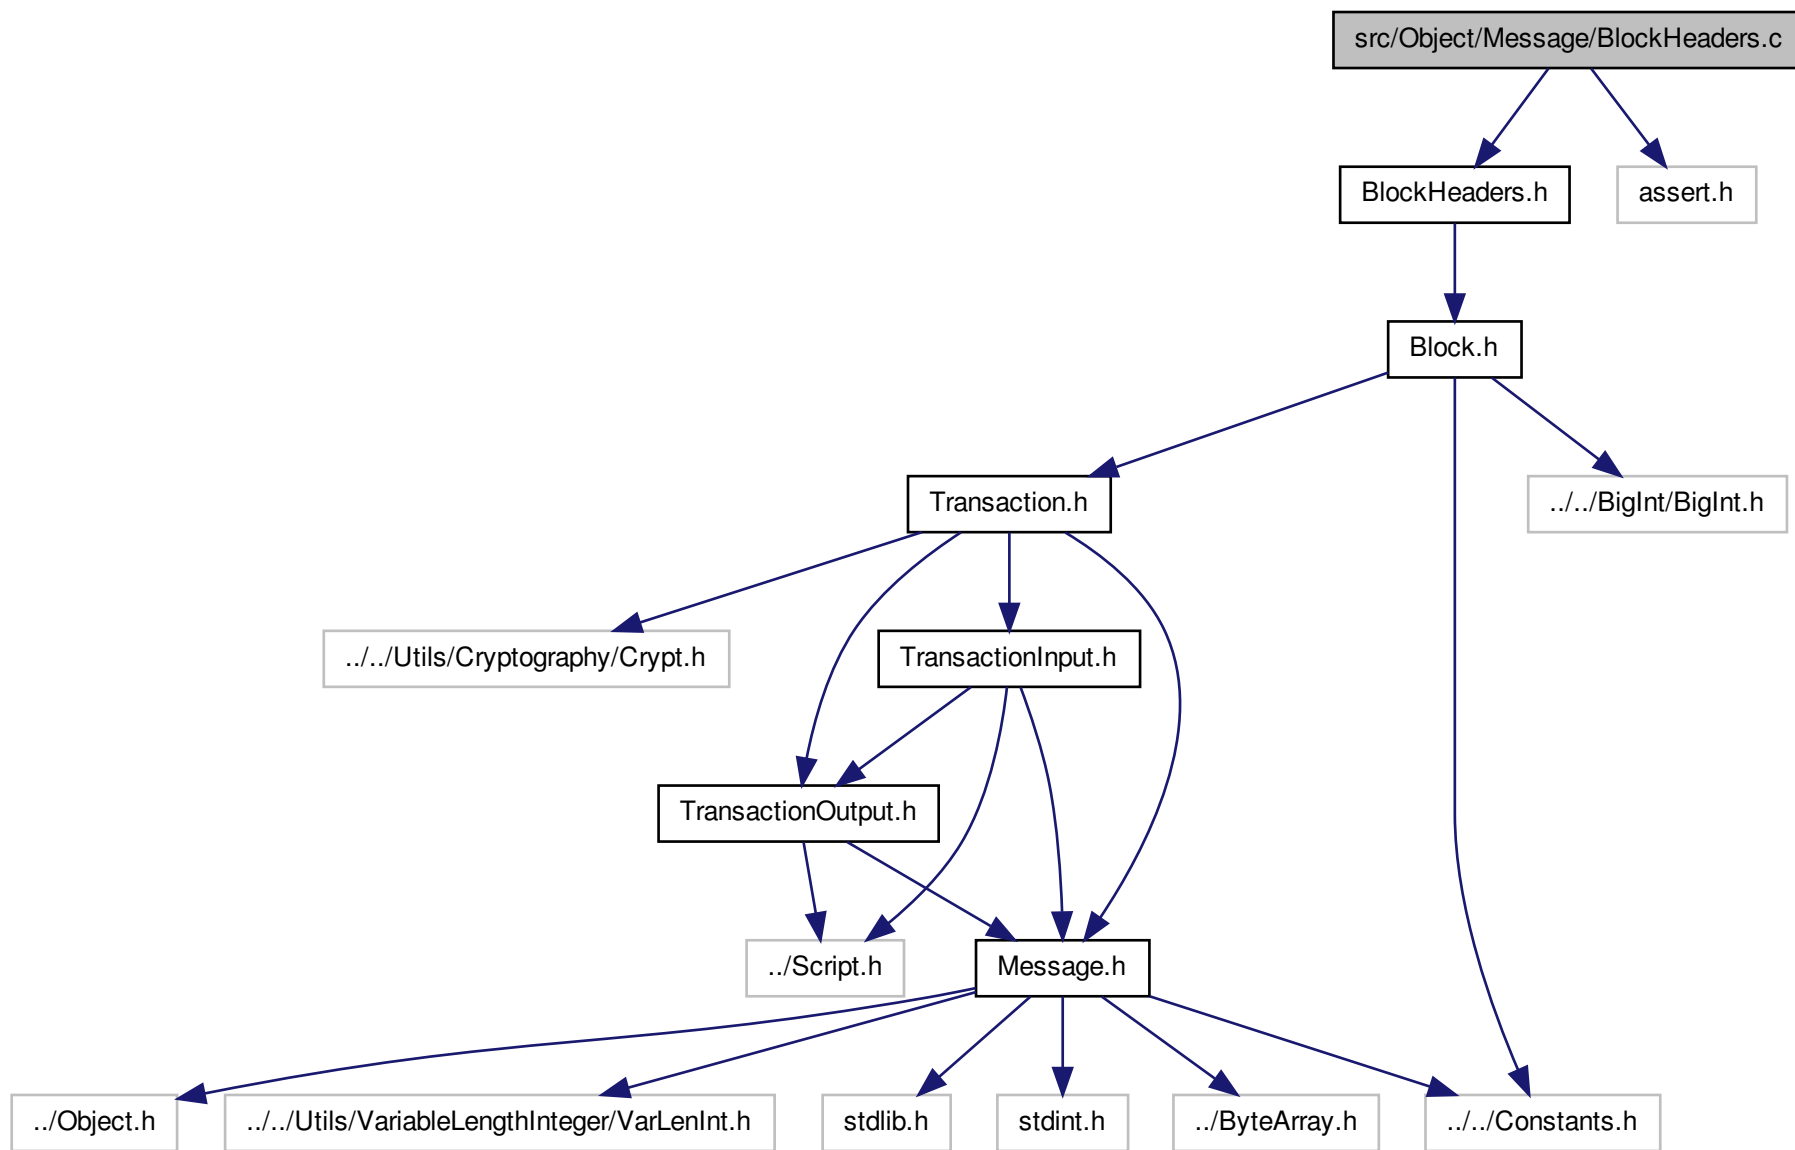 src/Object/Message/BlockHeaders.c
BlockHeaders.h
assert.h
Block.h
Transaction.h
../../BigInt/BigInt.h
../../Utils/Cryptography/Crypt.h
TransactionInput.h
TransactionOutput.h
../Script.h
Message.h
../Object.h
../../Utils/VariableLengthInteger/VarLenInt.h
stdlib.h
stdint.h
../ByteArray.h
../../Constants.h